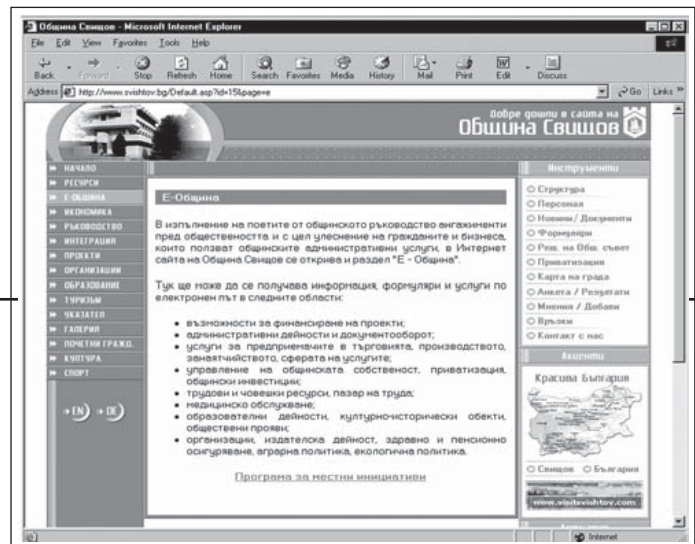 Община Свищов - Microsoft Internet Explorer
File Edit View Favorites Tools Help
Back Forward Stop Refresh Home Search Favorites Media History Mail Print Edit Discuss
Address http://www.svishtov.bg/Default.asp?id=15&page=e Go Links »
Добре дошли в сайта на
Община Свищов
НАЧАЛО
РЕСУРСИ
Е-ОБЩИНА
ИКОНОМИКА
РЪКОВОДСТВО
ИНТЕГРАЦИЯ
ПРОЕКТИ
ОРГАНИЗАЦИИ
ОБРАЗОВАНИЕ
ТУРИЗЪМ
УКАЗАТЕЛ
ГАЛЕРИЯ
ПОЧЕТНИ ГРАЖД.
КУЛТУРА
СПОРТ
EN DE
Е-Община
В изпълнение на поетите от общинското ръководство ангажименти
пред обществеността и с цел улеснение на гражданите и бизнеса,
които ползват общинските административни услуги, в Интернет
сайта на Община Свищов се открива и раздел "Е - Община".
Тук ще може да се получава информация, формуляри и услуги по
електронен път в следните области:
• възможности за финансиране на проекти;
• административни дейности и документооборот;
• услуги за предприемачите в търговията, производството,
занаятчийството, сферата на услугите;
• управление на общинската собственост, приватизация,
общински инвестиции;
• трудови и човешки ресурси, пазар на труда;
• медицинско обслужване;
• образователни дейности, културно-исторически обекти,
обществени прояви;
• организации, издателска дейност, здравно и пенсионно
осигуряване, аграрна политика, екологична политика.
Програма за местни инициативи
Инструменти
Структура
Персонал
Новини / Документи
Формуляри
Реш. на Общ. съвет
Приватизация
Карта на града
Анкета / Резултати
Мнения / Добави
Връзки
Контакт с нас
Акценти
Красива България
Свищов България
www.visitsvishtov.com
Internet